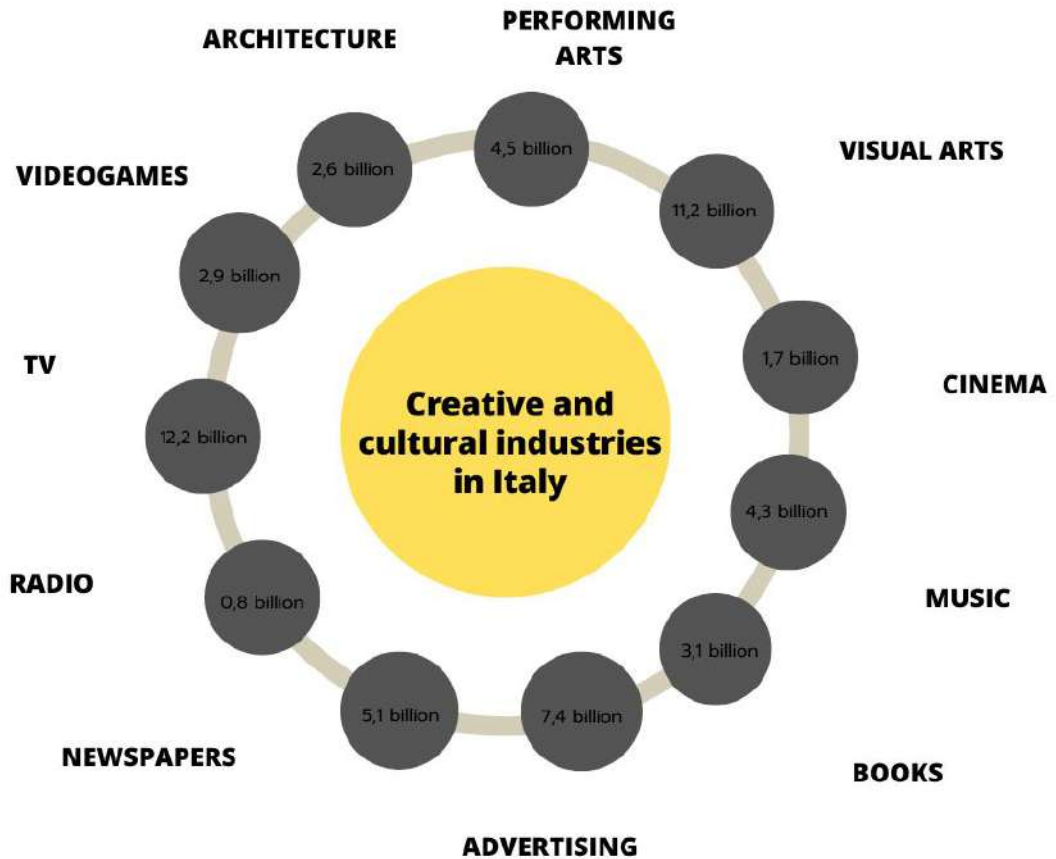 PERFORMING
ARTS
ARCHITECTURE
VISUAL ARTS
VIDEOGAMES
4,5 billion
2,6 billion
11,2 billion
2,9 billion
1,7 billion
TV
CINEMA
Creative and
cultural industries
in Italy
12,2 billion
4,3 billion
RADIO
0,8 billion
MUSIC
3,1 billion
5,1 billion
7,4 billion
NEWSPAPERS
BOOKS
ADVERTISING